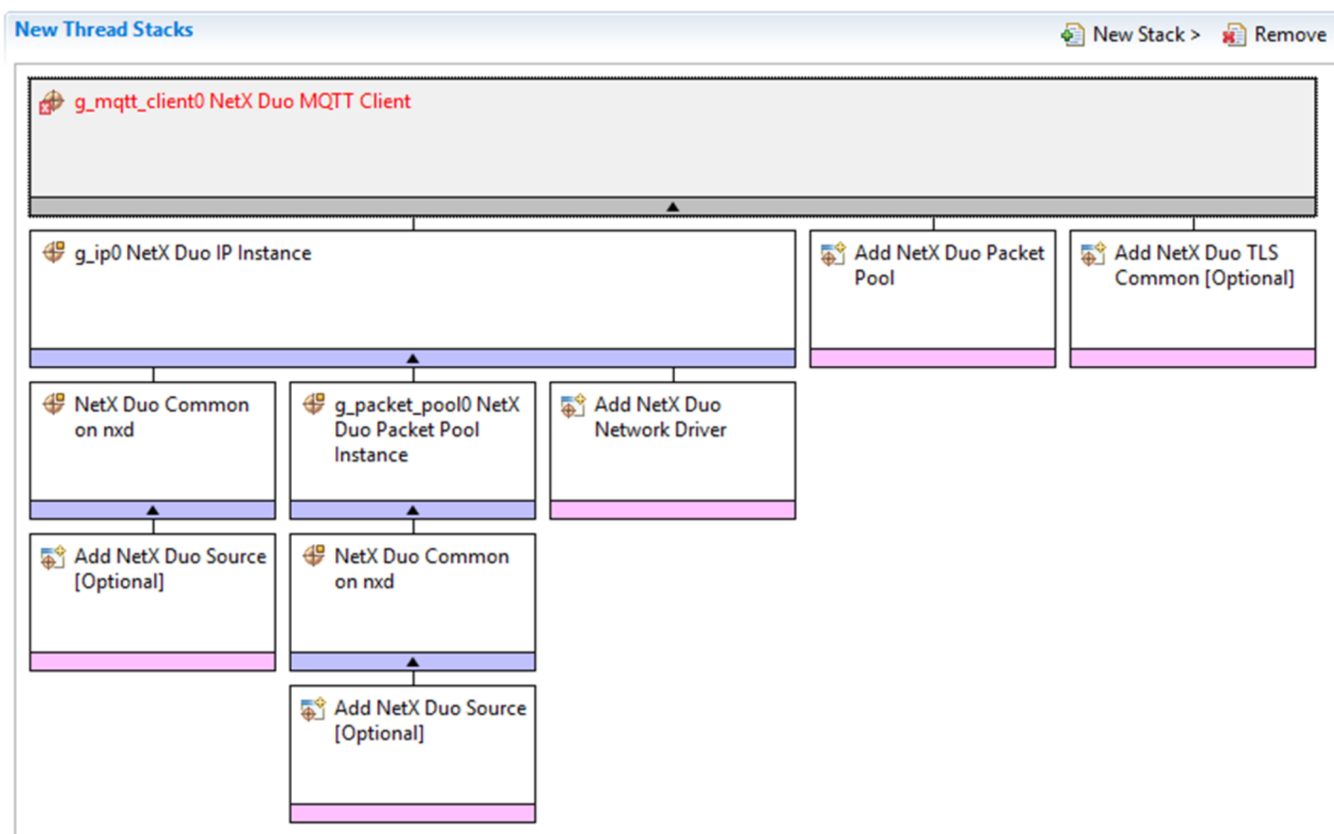 New Thread Stacks
New Stack >
Remove
g_mqtt_client0 NetX Duo MQTT Client
g_ip0 NetX Duo IP Instance
Add NetX Duo Packet
Pool
Add NetX Duo TLS
Common [Optional]
NetX Duo Common
on nxd
g_packet_pool0 NetX
Duo Packet Pool
Instance
Add NetX Duo
Network Driver
Add NetX Duo Source
[Optional]
NetX Duo Common
on nxd
Add NetX Duo Source
[Optional]